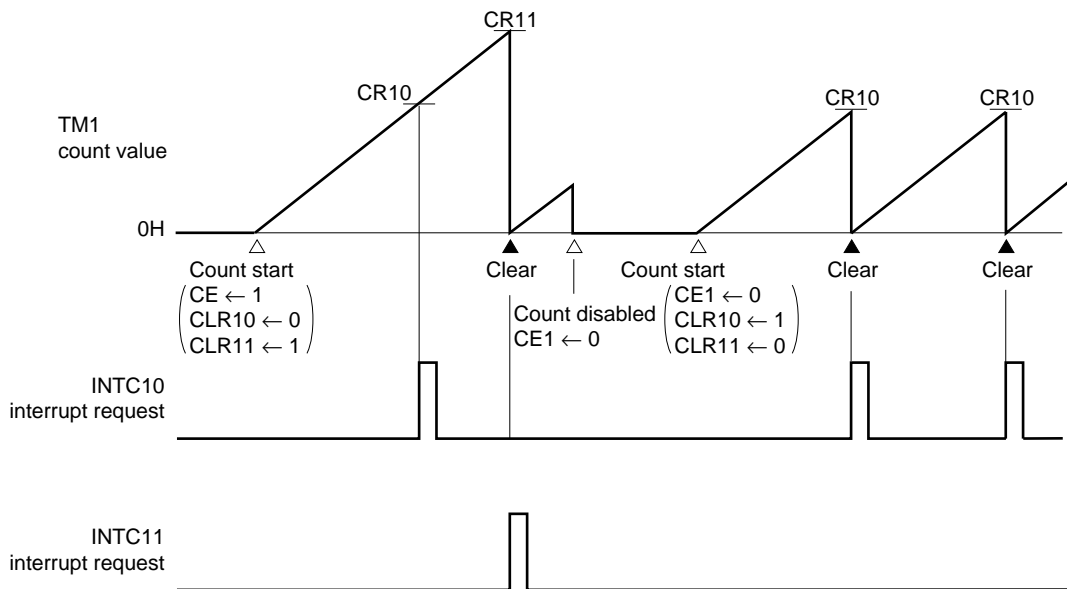 CR11
CR10
CR10
CR10
TM1
count value
0H
Count start
CE ← 1
CLR10 ← 0
CLR11 ← 1
Clear
Count disabled
CE1 ← 0
Count start
CE1 ← 0
CLR10 ← 1
CLR11 ← 0
Clear
Clear
INTC10
interrupt request
INTC11
interrupt request